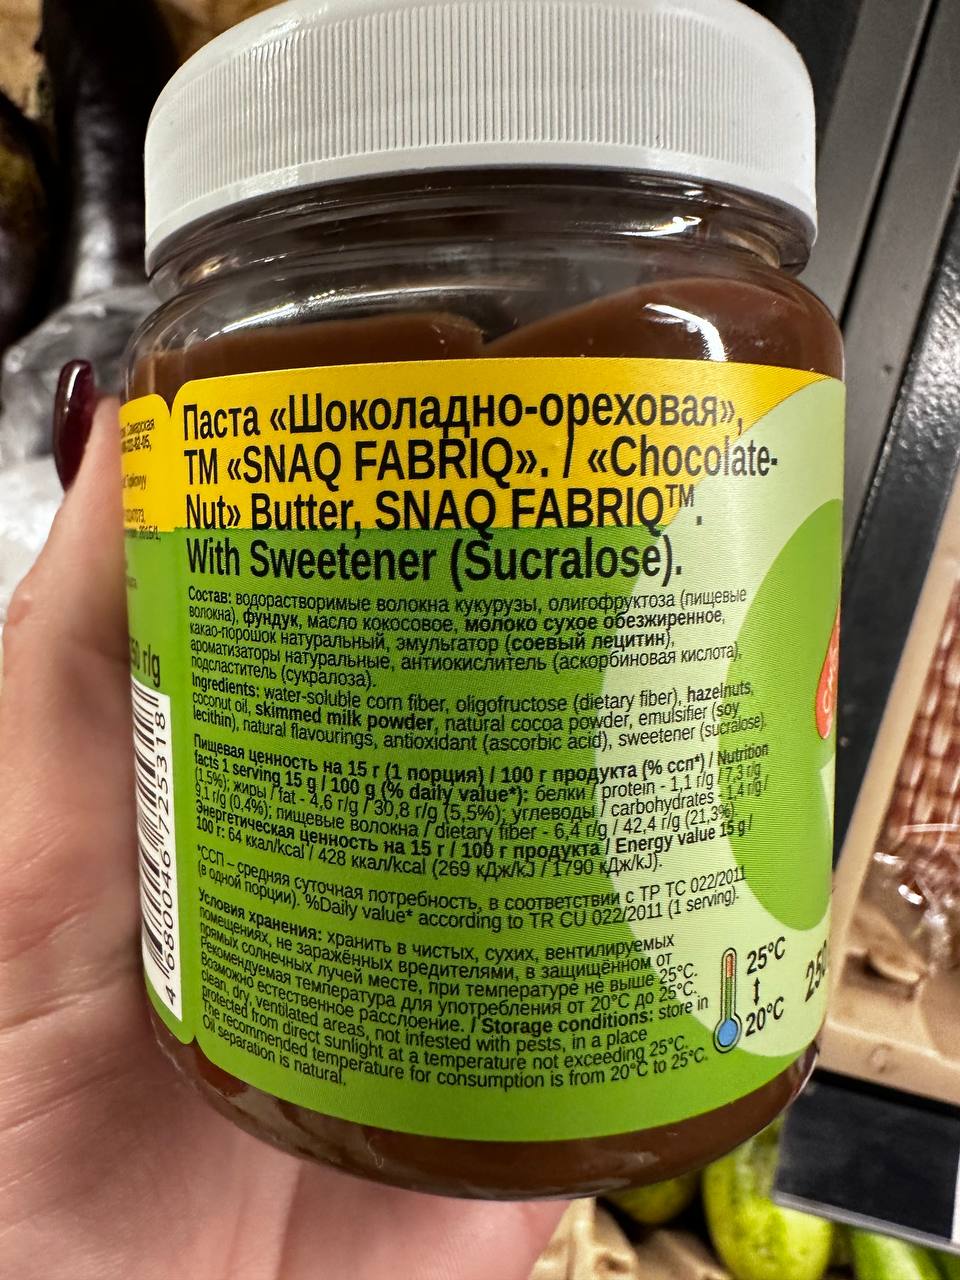 Паста «Шоколадно-ореховая»,
ТМ «SNAQ FABRIQ». / «Chocolate-
Nut» Butter, SNAQ FABRIQ™.
With Sweetener (Sucralose).
Состав: водорастворимые волокна кукурузы, олигофруктоза (пищевые
волокна), фундук, масло кокосовое, молоко сухое обезжиренное,
какао-порошок натуральный, эмульгатор (соевый лецитин),
ароматизаторы натуральные, антиокислитель (аскорбиновая кислота),
подсластитель (сукралоза).
Ingredients: water-soluble corn fiber, oligofructose (dietary fiber), hazelnuts,
coconut oil, skimmed milk powder, natural cocoa powder, emulsifier (soy
lecithin), natural flavourings, antioxidant (ascorbic acid), sweetener (sucralose).
Пищевая ценность на 15 г (1 порция) / 100 г продукта (% ссп*) / Nutrition
facts 1 serving 15 g / 100 g (% daily value*): белки / protein - 1,1 г/g / 7,3 г/g
(1,5%); жиры / fat - 4,6 г/g / 30,8 г/g (5,5%); углеводы / carbohydrates - 1,4 г/g /
9,1 г/g (0,4%); пищевые волокна / dietary fiber - 6,4 г/g / 42,4 г/g (21,3%).
Энергетическая ценность на 15 г / 100 г продукта / Energy value 15 g /
100 г: 64 ккал/kcal / 428 ккал/kcal (269 кДж/kJ / 1790 кДж/kJ).
*ССП – средняя суточная потребность, в соответствии с ТР ТС 022/2011
(в одной порции). %Daily value* according to TR CU 022/2011 (1 serving).
Условия хранения: хранить в чистых, сухих, вентилируемых
помещениях, не заражённых вредителями, в защищённом от
прямых солнечных лучей месте, при температуре не выше 25°С.
Рекомендуемая температура для употребления от 20°С до 25°С.
Возможно естественное расслоение. / Storage conditions: store in
clean, dry, ventilated areas, not infested with pests, in a place
protected from direct sunlight at a temperature not exceeding 25°C.
The recommended temperature for consumption is from 20°C to 25°C.
Oil separation is natural.
25°C
20°C
250
50 г/g
4 680046 725318